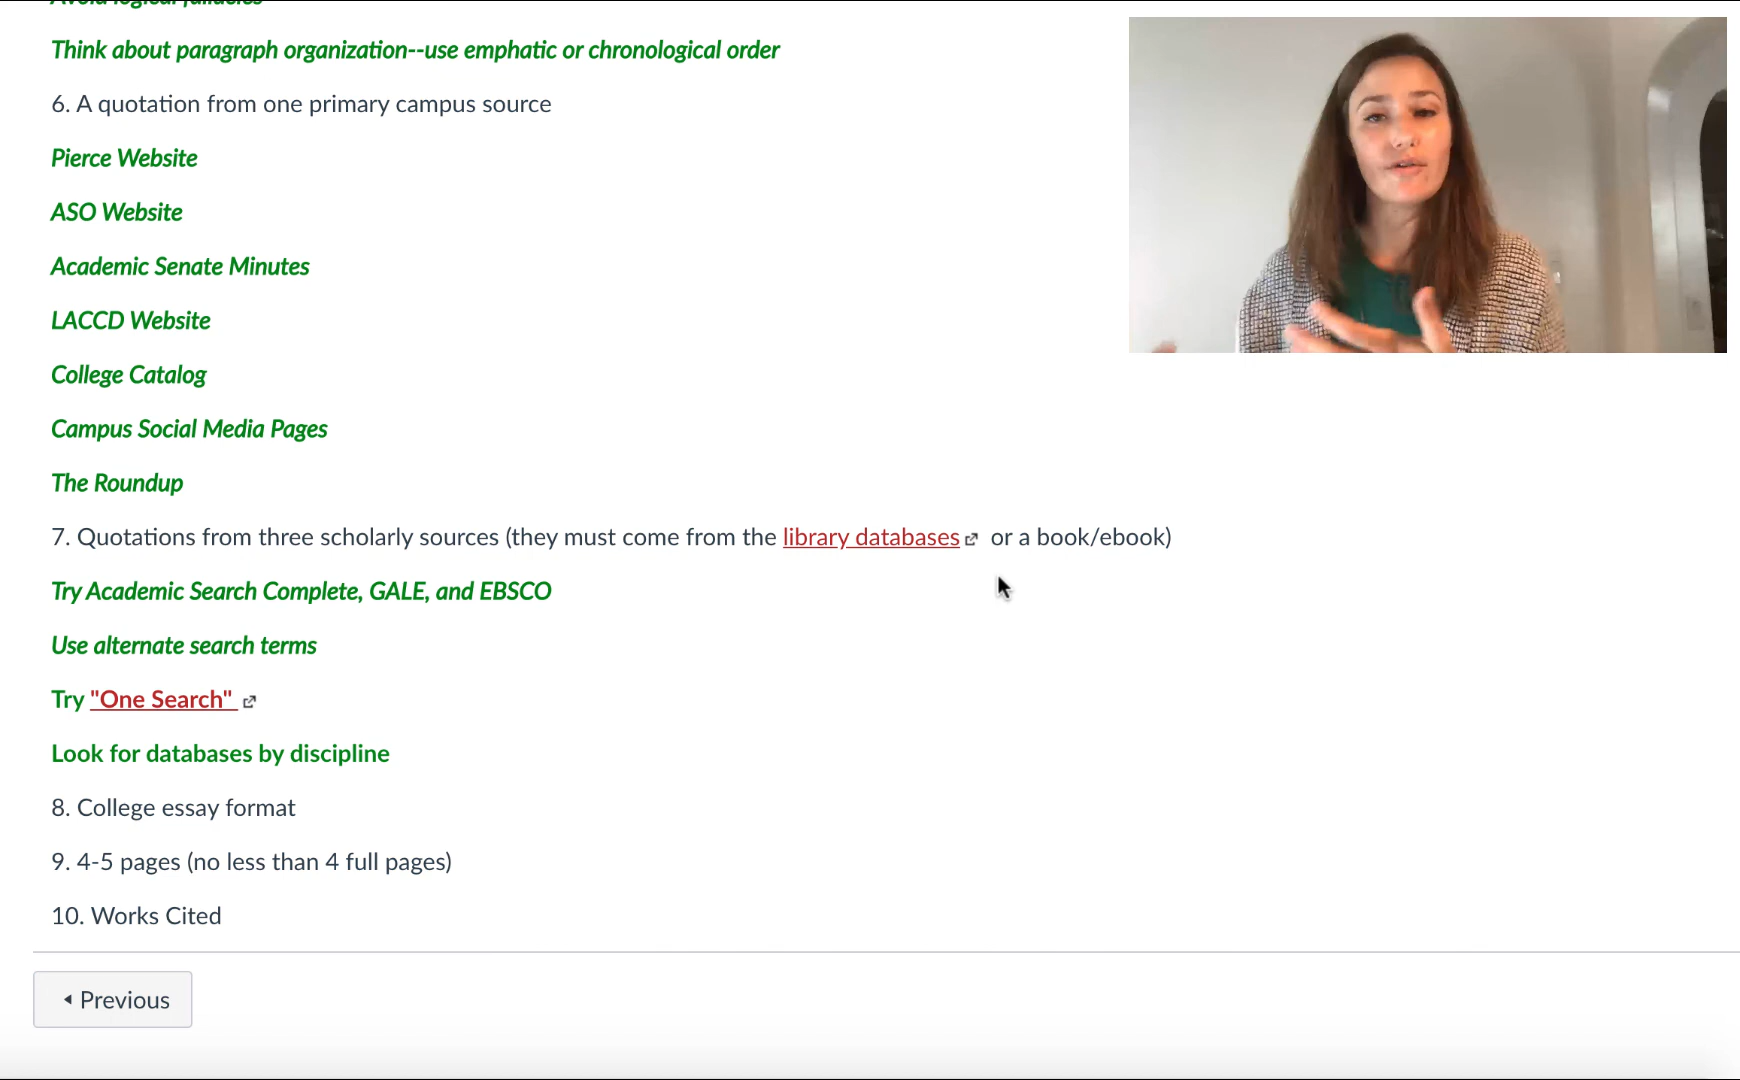 Avoid logical fallacies
Think about paragraph organization--use emphatic or chronological order
6. A quotation from one primary campus source
Pierce Website
ASO Website
Academic Senate Minutes
LACCD Website
College Catalog
Campus Social Media Pages
The Roundup
7. Quotations from three scholarly sources (they must come from the library databases or a book/ebook)
Try Academic Search Complete, GALE, and EBSCO
Use alternate search terms
Try "One Search"
Look for databases by discipline
8. College essay format
9. 4-5 pages (no less than 4 full pages)
10. Works Cited
Previous